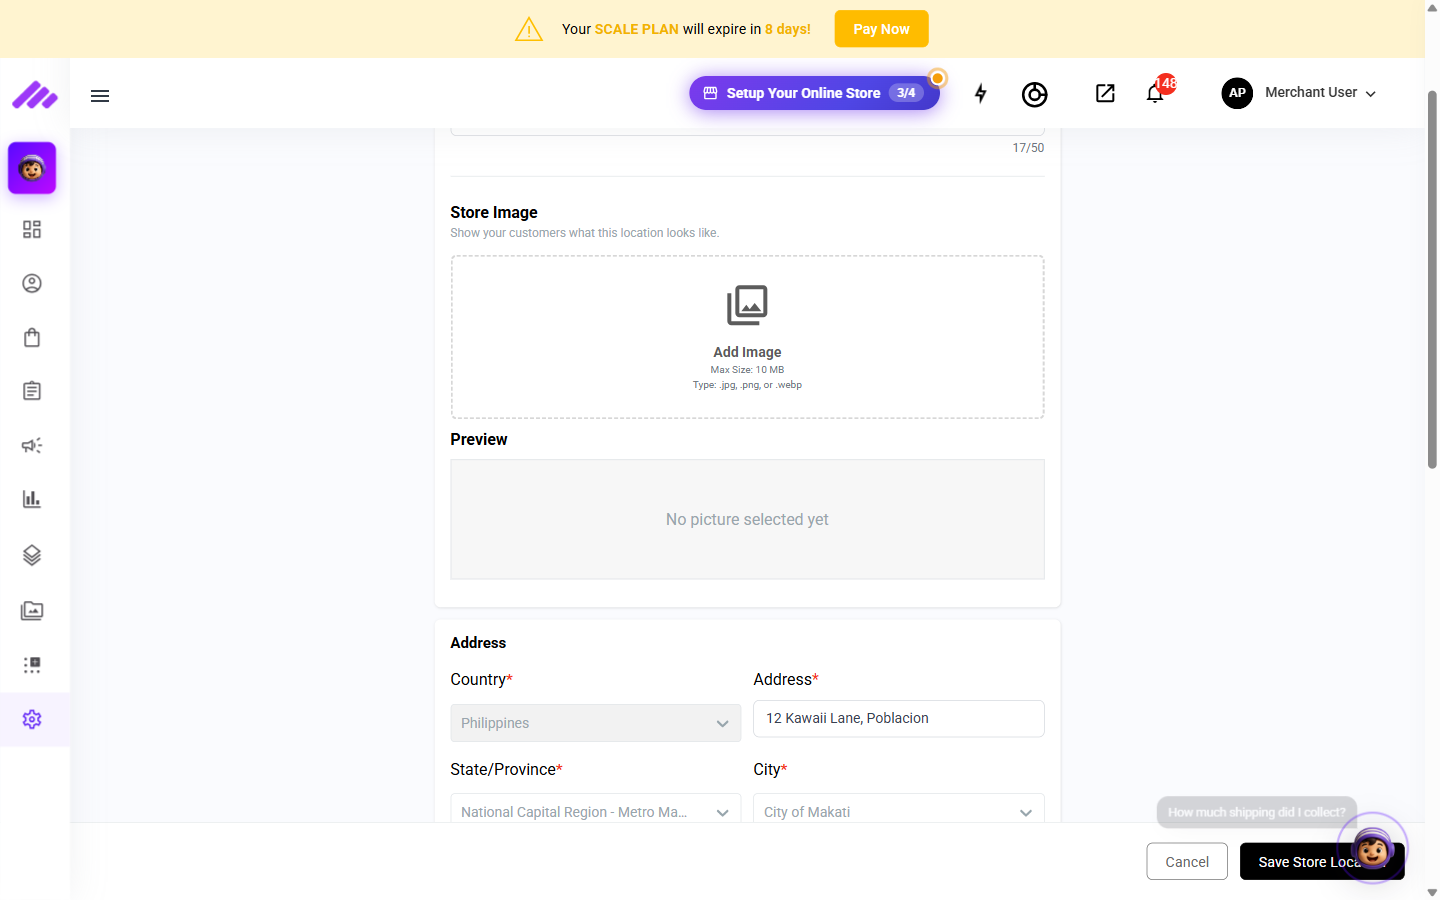 Your SCALE PLAN will expire in 8 days!
Pay Now
Setup Your Online Store 3/4
148
AP
Merchant User
17/50
Store Image
Show your customers what this location looks like.
Add Image
Max Size: 10 MB
Type: .jpg, .png, or .webp
Preview
No picture selected yet
Address
Country*
Address*
Philippines
12 Kawaii Lane, Poblacion
State/Province*
City*
National Capital Region - Metro Ma...
City of Makati
How much shipping did I collect?
Cancel
Save Store